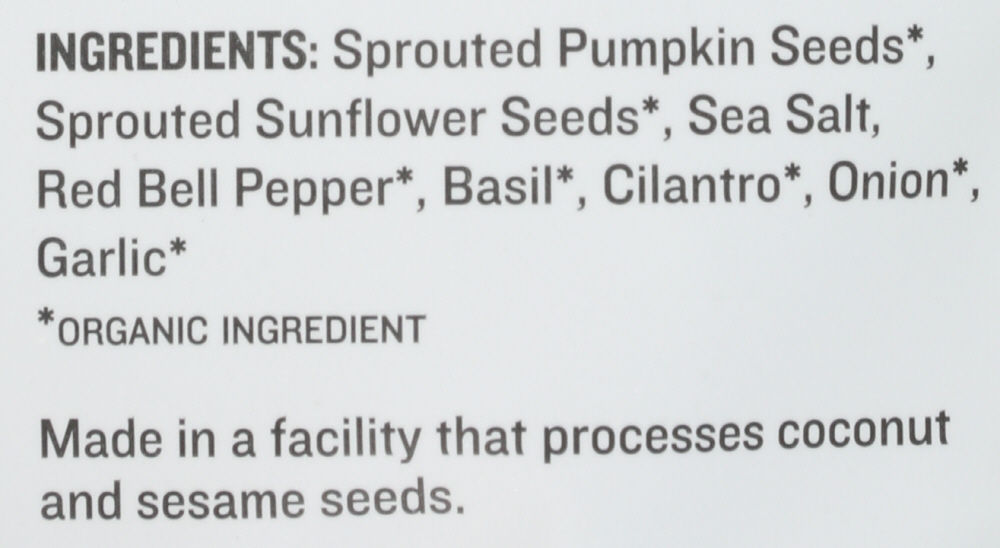 INGREDIENTS: Sprouted Pumpkin Seeds*,
Sprouted Sunflower Seeds*, Sea Salt,
Red Bell Pepper*, Basil*, Cilantro*, Onion*,
Garlic*
*ORGANIC INGREDIENT
Made in a facility that processes coconut
and sesame seeds.